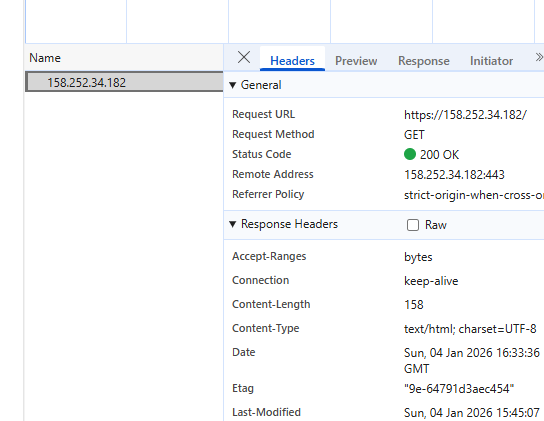 Name
Headers Preview Response Initiator
158.252.34.182
General
Request URL https://158.252.34.182/
Request Method GET
Status Code 200 OK
Remote Address 158.252.34.182:443
Referrer Policy strict-origin-when-cross-or
Response Headers Raw
Accept-Ranges bytes
Connection keep-alive
Content-Length 158
Content-Type text/html; charset=UTF-8
Date Sun, 04 Jan 2026 16:33:36
GMT
Etag "9e-64791d3aec454"
Last-Modified Sun, 04 Jan 2026 15:45:07